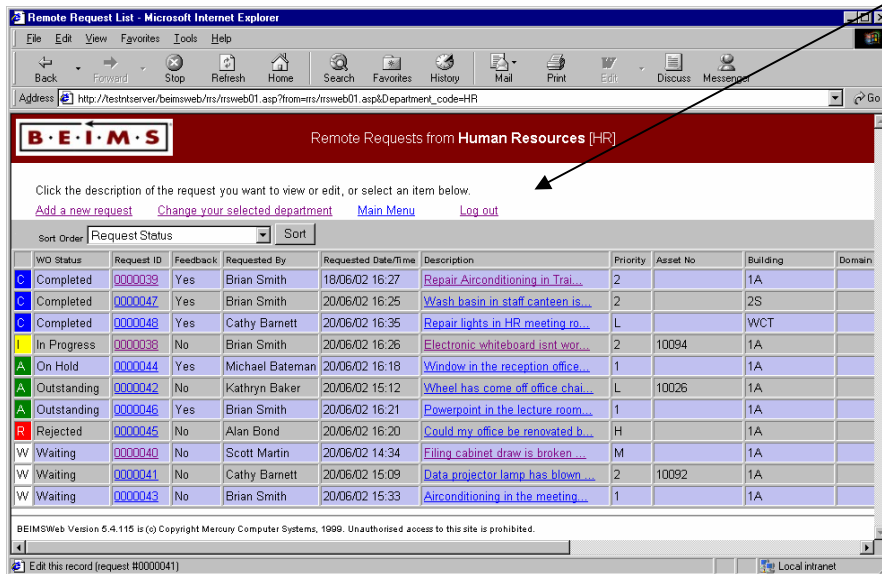 Remote Request List - Microsoft Internet Explorer
File Edit View Favorites Tools Help
Back Forward Stop Refresh Home Search Favorites History Mail Print Edit Discuss Messenger
Address http://testntserver/beimsweb/rrs/rrsweb01.asp?from=rrs/rrsweb01.asp&Department_code=HR Go
B·E·I·M·S Remote Requests from Human Resources [HR]
Click the description of the request you want to view or edit, or select an item below.
Add a new request Change your selected department Main Menu Log out
Sort Order Request Status Sort
WO Status Request ID Feedback Requested By Requested Date/Time Description Priority Asset No Building Domain
C Completed 0000039 Yes Brian Smith 18/06/02 16:27 Repair Airconditioning in Trai... 2 1A
C Completed 0000047 Yes Brian Smith 20/06/02 16:25 Wash basin in staff canteen is... 2 2S
C Completed 0000048 Yes Cathy Barnett 20/06/02 16:35 Repair lights in HR meeting ro... L WCT
I In Progress 0000038 No Brian Smith 20/06/02 16:26 Electronic whiteboard isnt wor... 2 10094 1A
A On Hold 0000044 Yes Michael Bateman 20/06/02 16:18 Window in the reception office... 1 1A
A Outstanding 0000042 No Kathryn Baker 20/06/02 15:12 Wheel has come off office chai... L 10026 1A
A Outstanding 0000046 Yes Brian Smith 20/06/02 16:21 Powerpoint in the lecture room... 1 1A
R Rejected 0000045 No Alan Bond 20/06/02 16:20 Could my office be renovated b... H 1A
W Waiting 0000040 No Scott Martin 20/06/02 14:34 Filing cabinet draw is broken ... M 1A
W Waiting 0000041 No Cathy Barnett 20/06/02 15:09 Data projector lamp has blown ... 2 10092 1A
W Waiting 0000043 No Brian Smith 20/06/02 15:33 Airconditioning in the meeting... 1 1A
BEIMSWeb Version 5.4.115 is (c) Copyright Mercury Computer Systems, 1999. Unauthorised access to this site is prohibited.
Edit this record (request #0000041) Local intranet